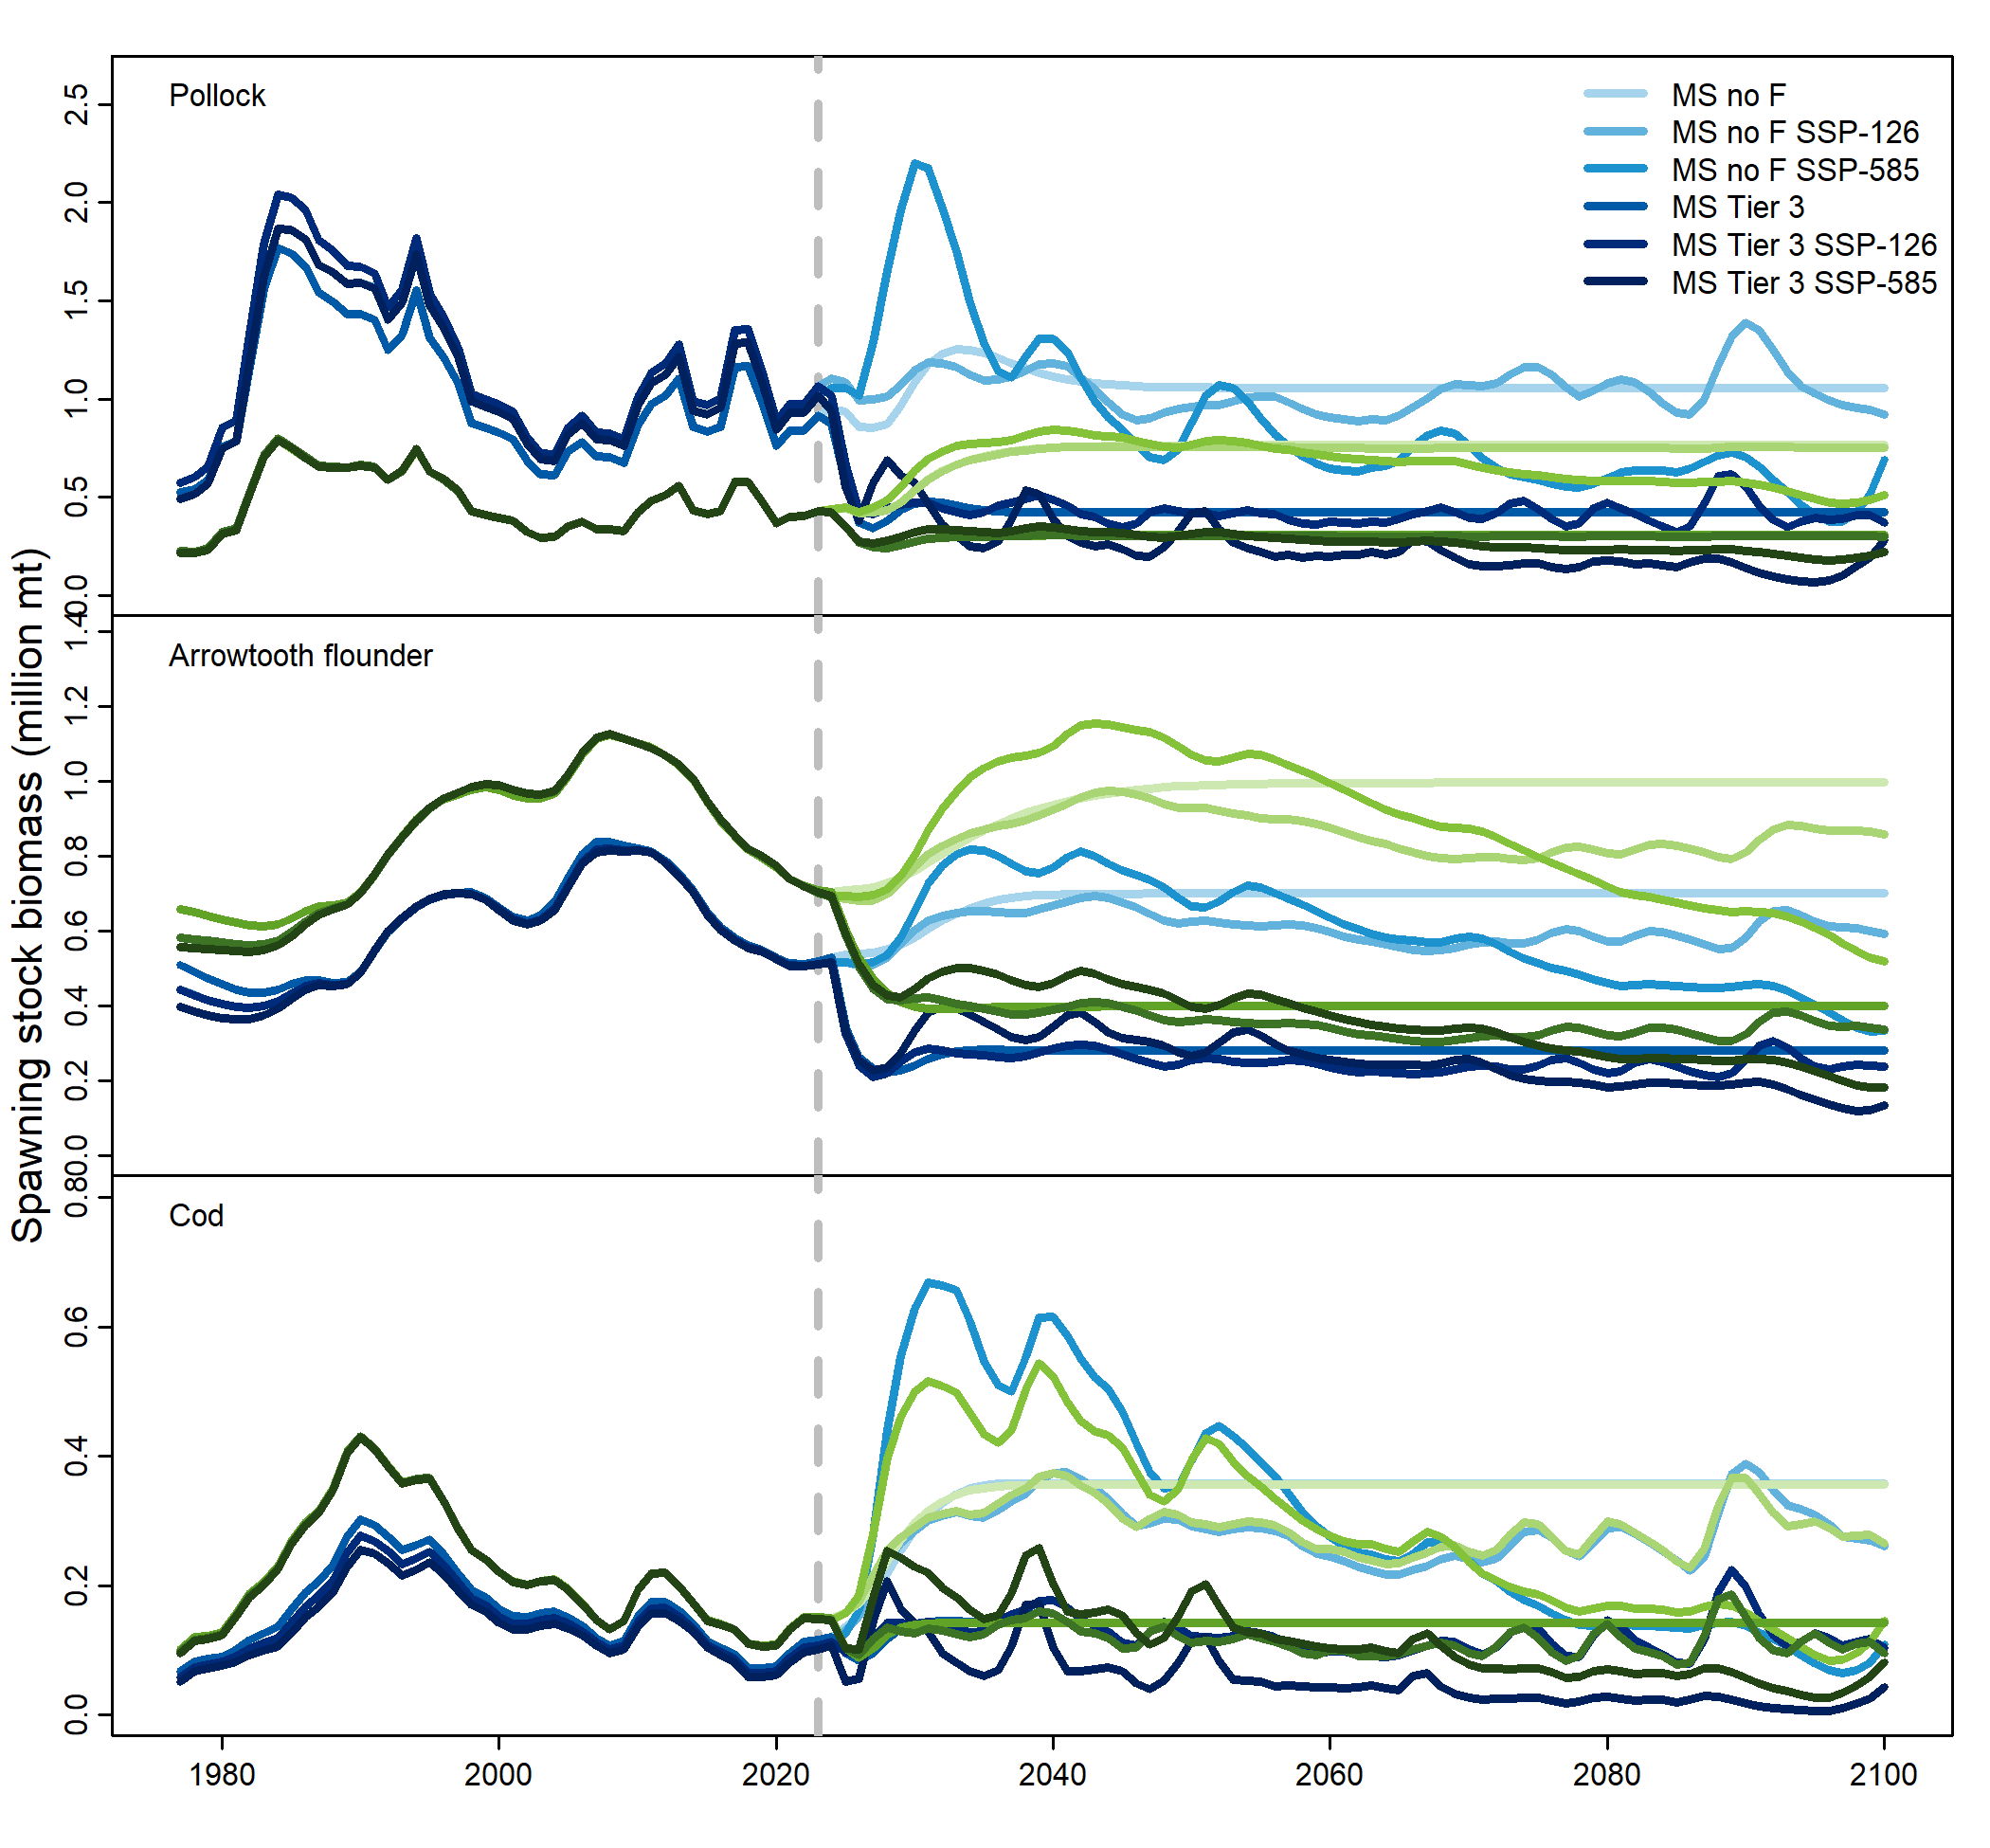 Pollock
MS no F
MS no F SSP-126
MS no F SSP-585
MS Tier 3
MS Tier 3 SSP-126
MS Tier 3 SSP-585
2.5
2.0
1.5
1.0
0.5
0.0
Arrowtooth flounder
1.4
1.2
1.0
0.8
0.6
0.4
0.2
0.0
Spawning stock biomass (million mt)
Cod
0.8
0.6
0.4
0.2
0.0
1980 2000 2020 2040 2060 2080 2100